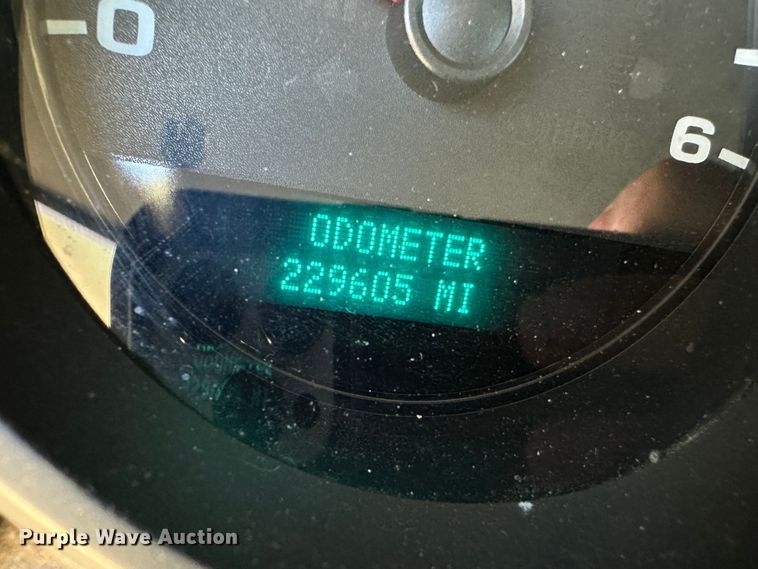 0
6
ODOMETER
229605 MI
Purple Wave Auction